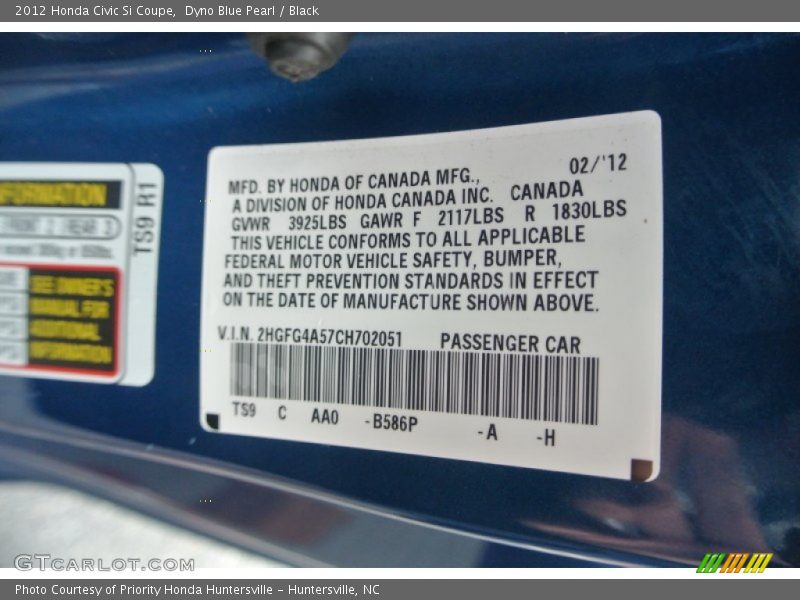 2012 Honda Civic Si Coupe, Dyno Blue Pearl / Black
INFORMATION
TS9 R1
SEE OWNER'S
MANUAL FOR
ADDITIONAL
INFORMATION
MFD. BY HONDA OF CANADA MFG., 02/'12
A DIVISION OF HONDA CANADA INC. CANADA
GVWR 3925LBS GAWR F 2117LBS R 1830LBS
THIS VEHICLE CONFORMS TO ALL APPLICABLE
FEDERAL MOTOR VEHICLE SAFETY, BUMPER,
AND THEFT PREVENTION STANDARDS IN EFFECT
ON THE DATE OF MANUFACTURE SHOWN ABOVE.
V.I.N. 2HGFG4A57CH702051 PASSENGER CAR
TS9 C AA0 -B586P -A -H
GTCARLOT.COM
Photo Courtesy of Priority Honda Huntersville - Huntersville, NC